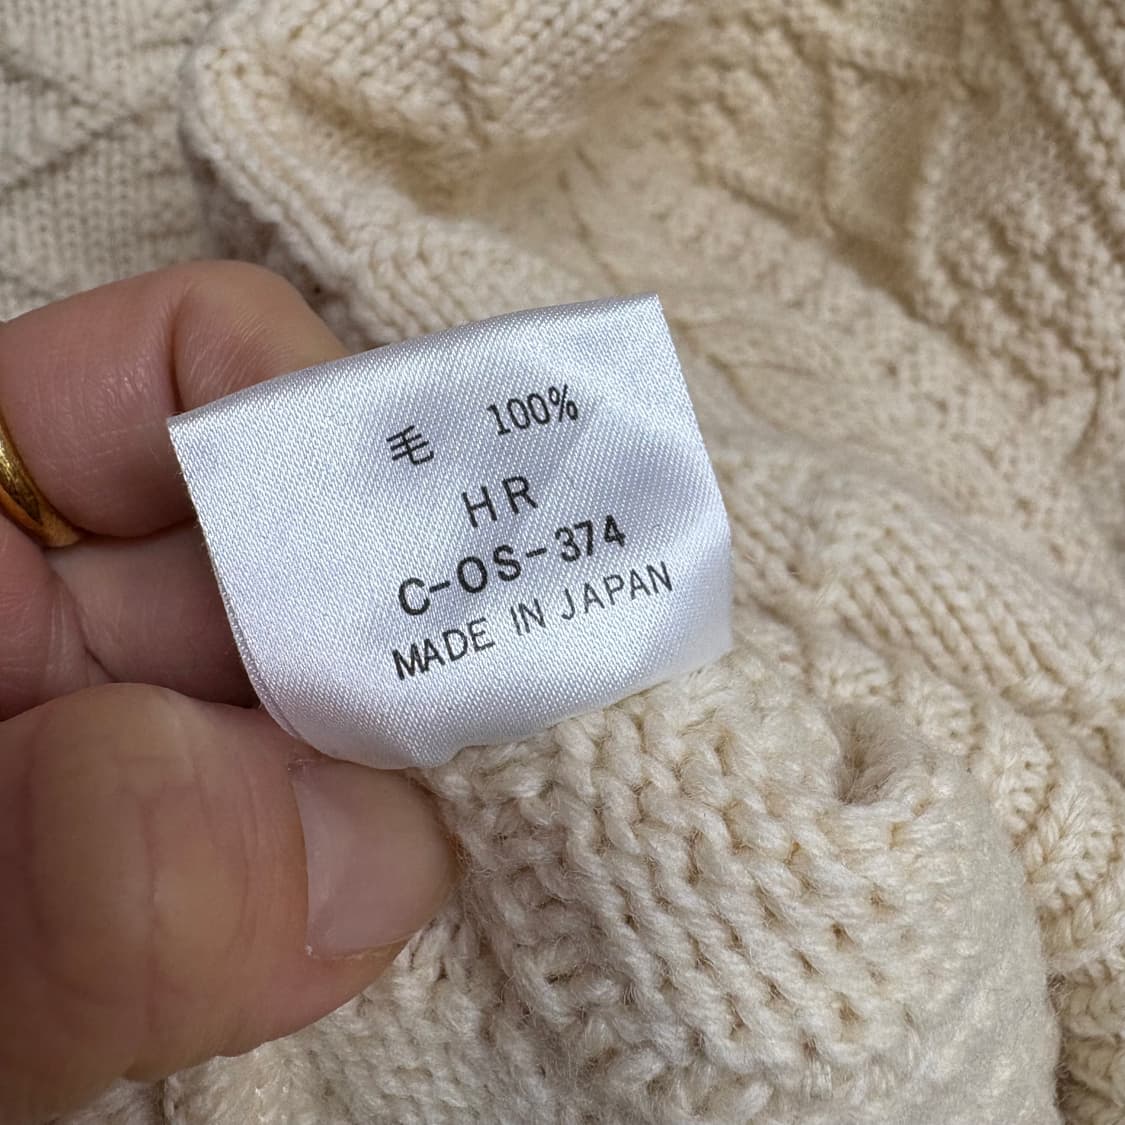 毛 100%
HR
C-OS-374
MADE IN JAPAN